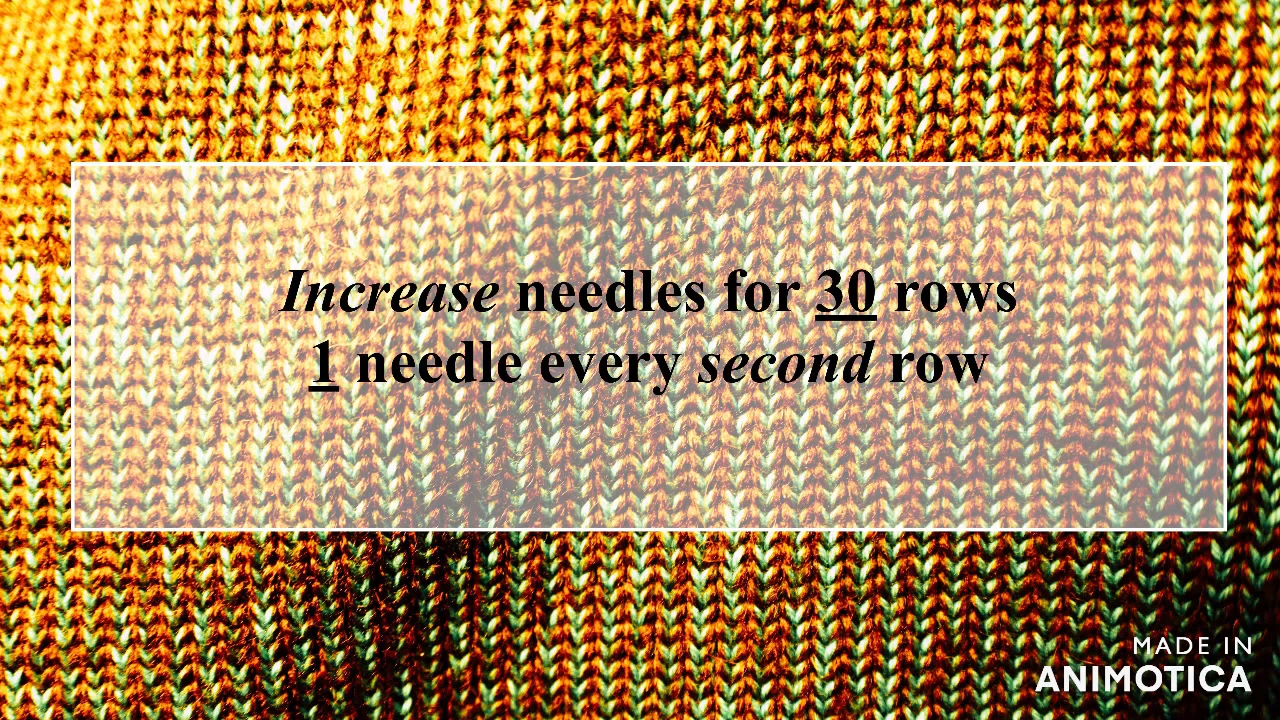 Increase needles for 30 rows
1 needle every second row
MADE IN
ANIMOTICA